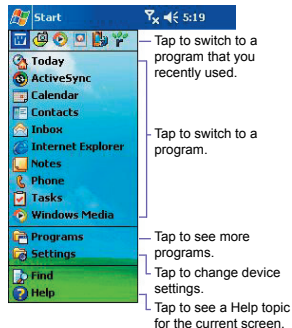 Start 5:19
Tap to switch to a
program that you
recently used.
Today
ActiveSync
Calendar
Contacts
Inbox
Internet Explorer
Notes
Phone
Tasks
Windows Media
Tap to switch to a
program.
Programs
Tap to see more
programs.
Settings
Tap to change device
settings.
Find
Help
Tap to see a Help topic
for the current screen.